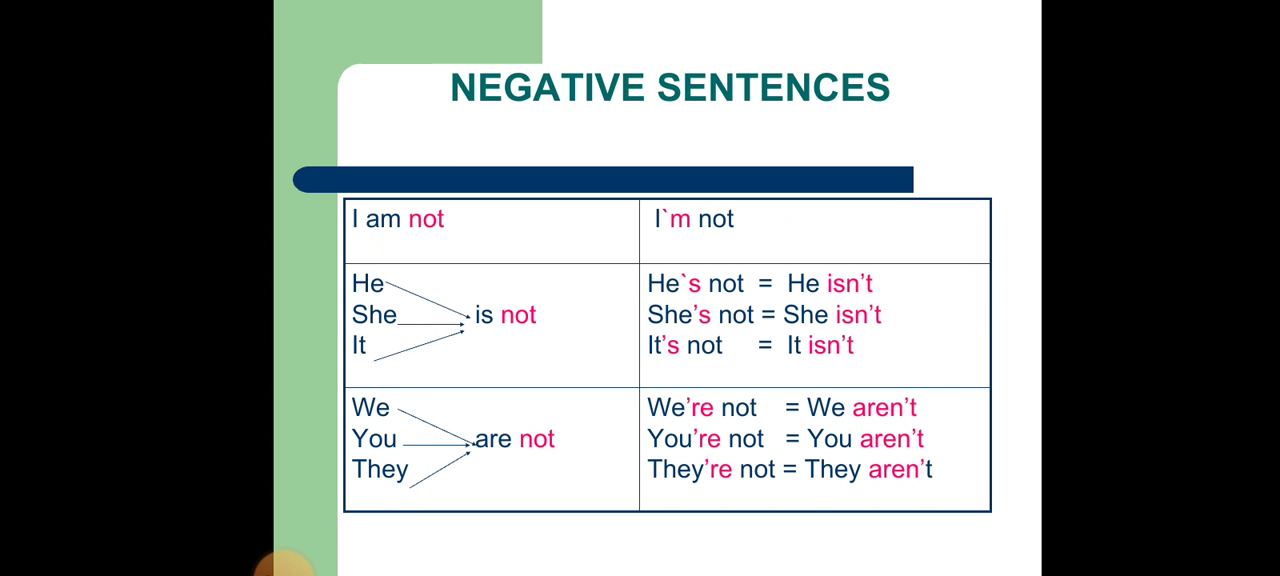 NEGATIVE SENTENCES
I am not
I`m not
He
She
It
is not
He`s not = He isn’t
She’s not = She isn’t
It’s not = It isn’t
We
You
They
are not
We’re not = We aren’t
You’re not = You aren’t
They’re not = They aren’t